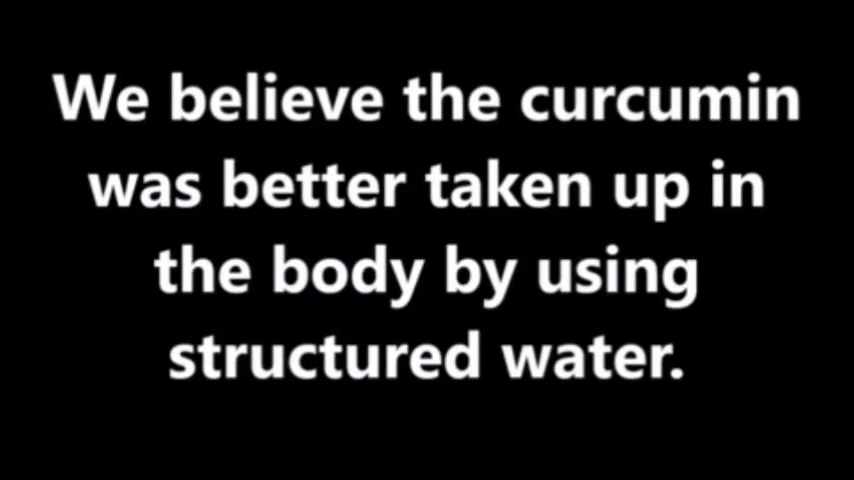 We believe the curcumin
was better taken up in
the body by using
structured water.